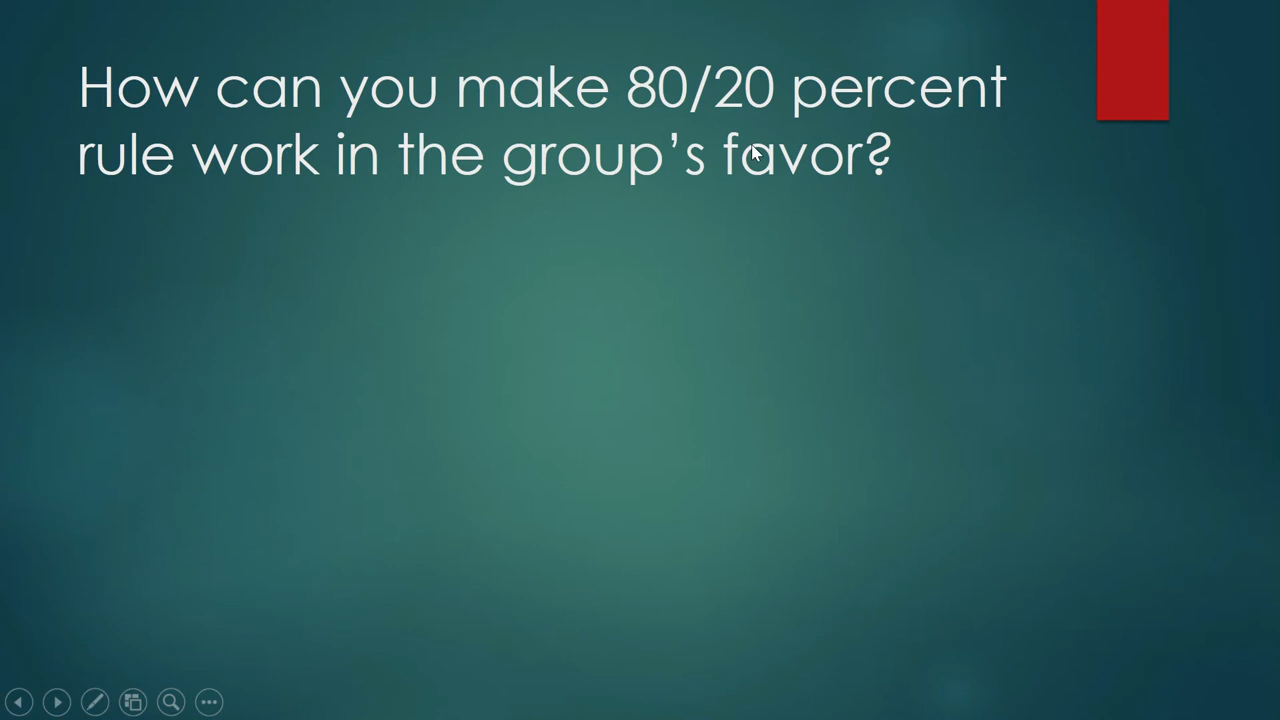 How can you make 80/20 percent
rule work in the group’s favor?